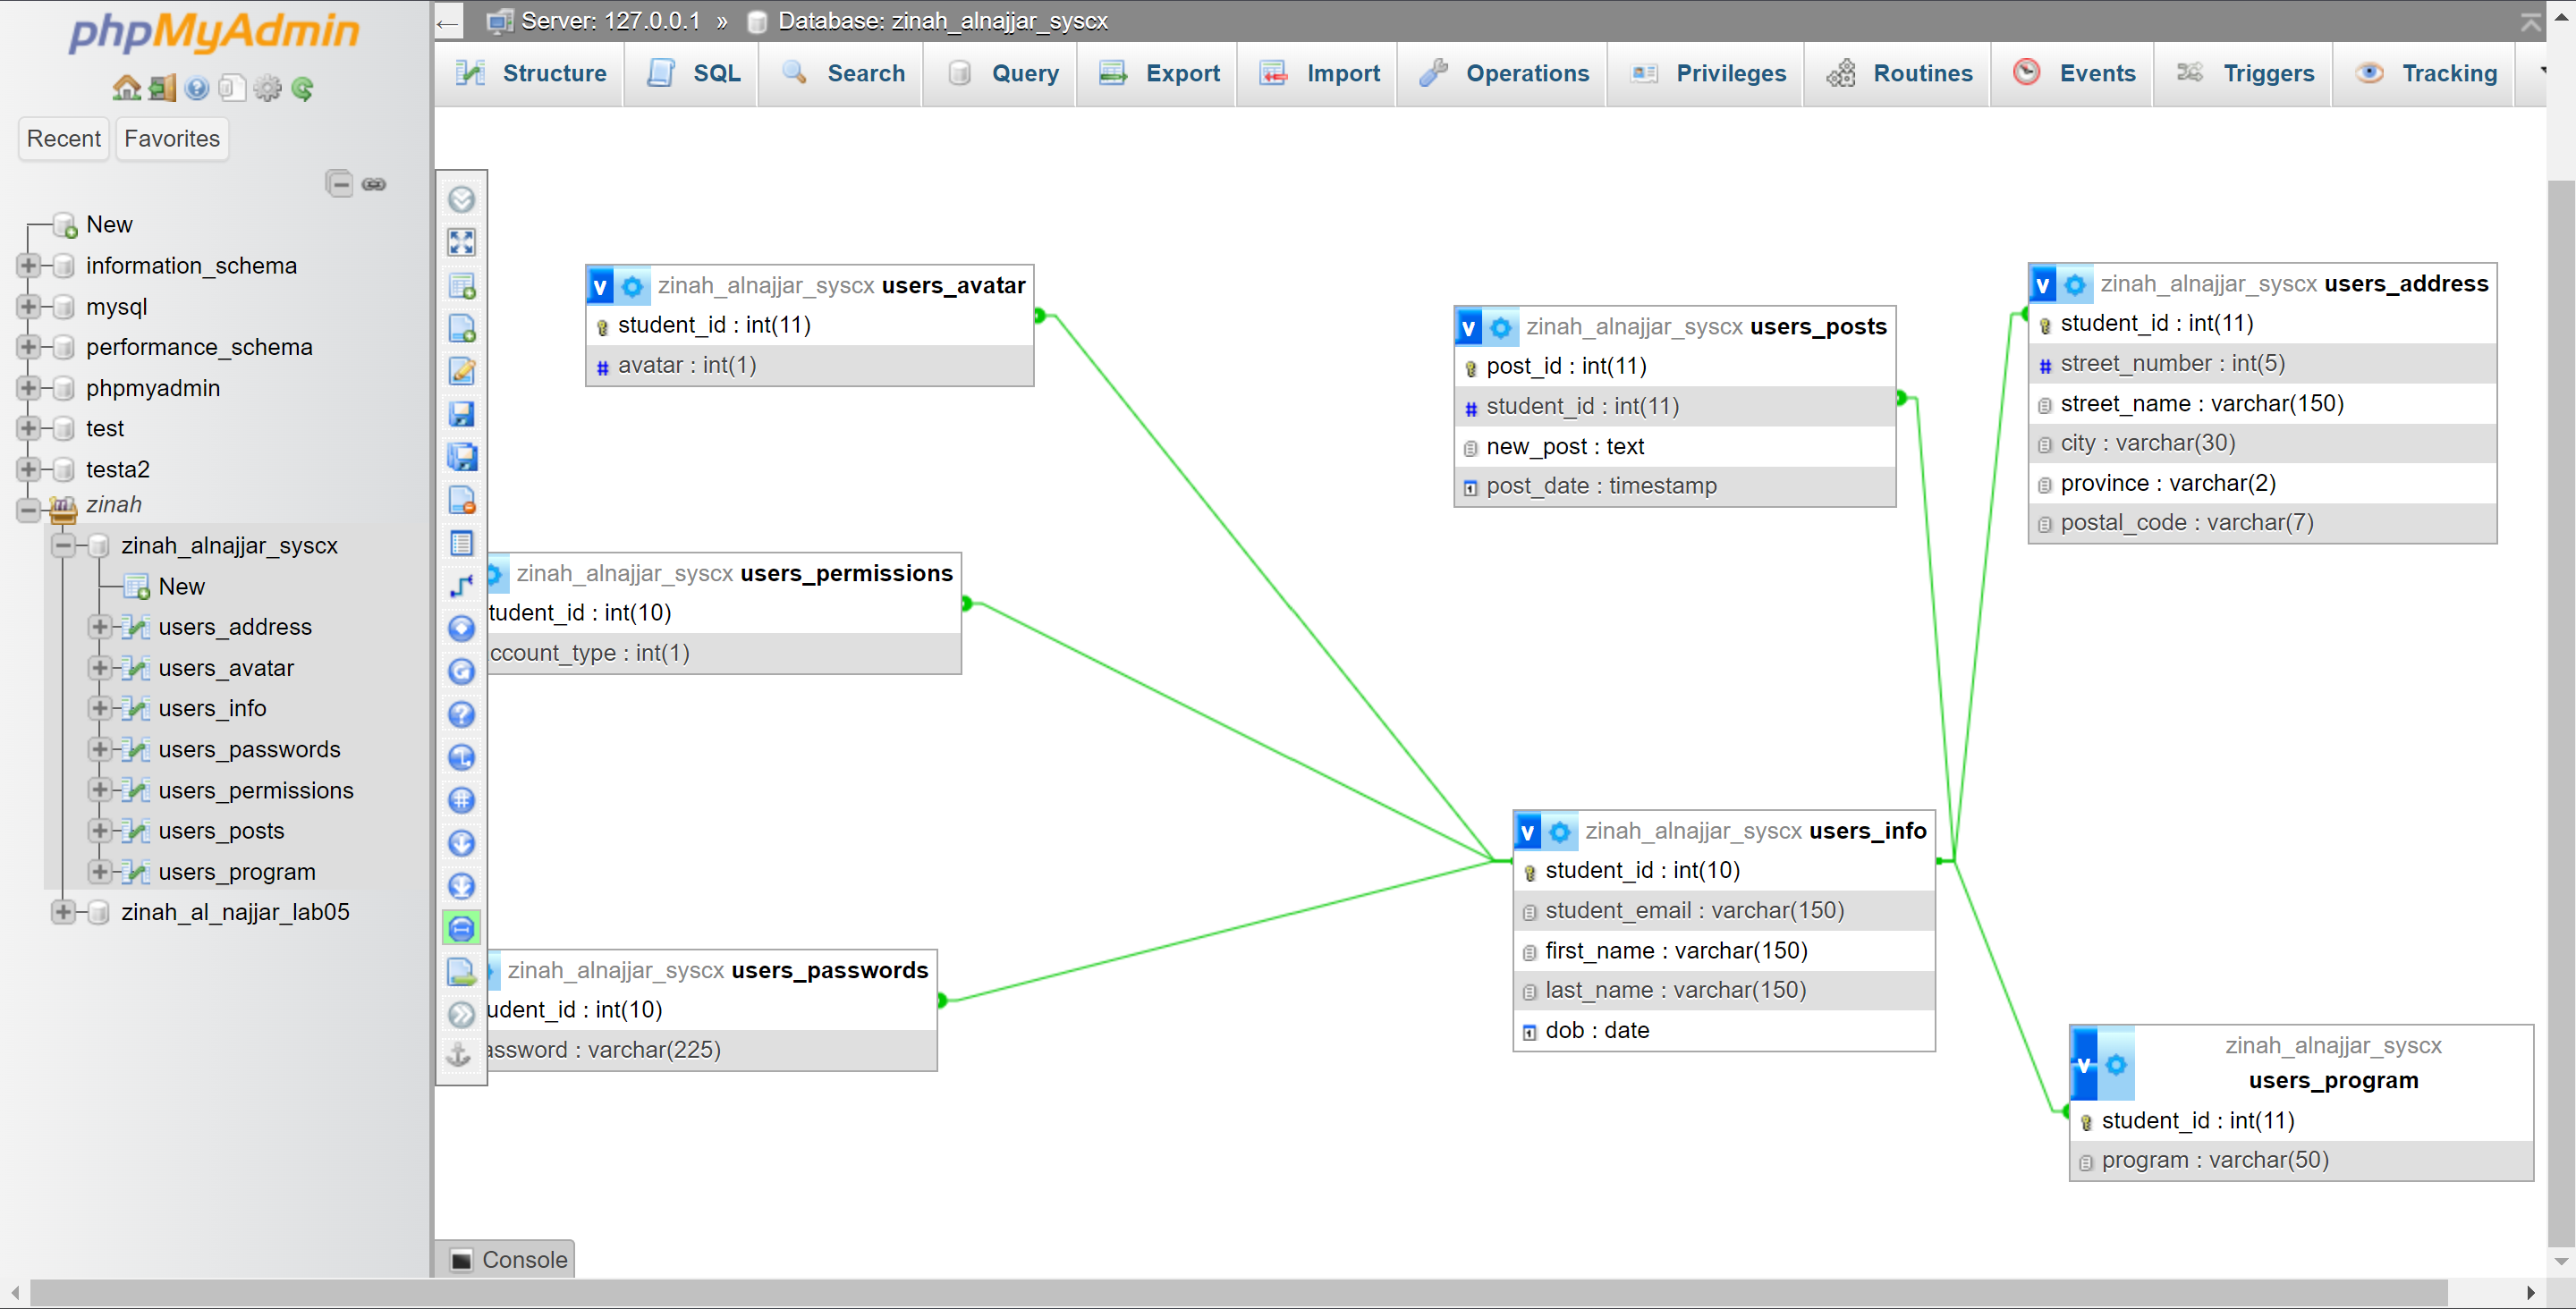 phpMyAdmin
Recent
Favorites
New
information_schema
mysql
performance_schema
phpmyadmin
test
testa2
zinah
zinah_alnajjar_syscx
New
users_address
users_avatar
users_info
users_passwords
users_permissions
users_posts
users_program
zinah_al_najjar_lab05
Server: 127.0.0.1 » Database: zinah_alnajjar_syscx
Structure
SQL
Search
Query
Export
Import
Operations
Privileges
Routines
Events
Triggers
Tracking
v zinah_alnajjar_syscx users_avatar
student_id : int(11)
# avatar : int(1)
zinah_alnajjar_syscx users_permissions
tudent_id : int(10)
ccount_type : int(1)
zinah_alnajjar_syscx users_passwords
udent_id : int(10)
assword : varchar(225)
v zinah_alnajjar_syscx users_posts
post_id : int(11)
# student_id : int(11)
new_post : text
post_date : timestamp
v zinah_alnajjar_syscx users_info
student_id : int(10)
student_email : varchar(150)
first_name : varchar(150)
last_name : varchar(150)
dob : date
v zinah_alnajjar_syscx users_address
student_id : int(11)
# street_number : int(5)
street_name : varchar(150)
city : varchar(30)
province : varchar(2)
postal_code : varchar(7)
v zinah_alnajjar_syscx
users_program
student_id : int(11)
program : varchar(50)
Console